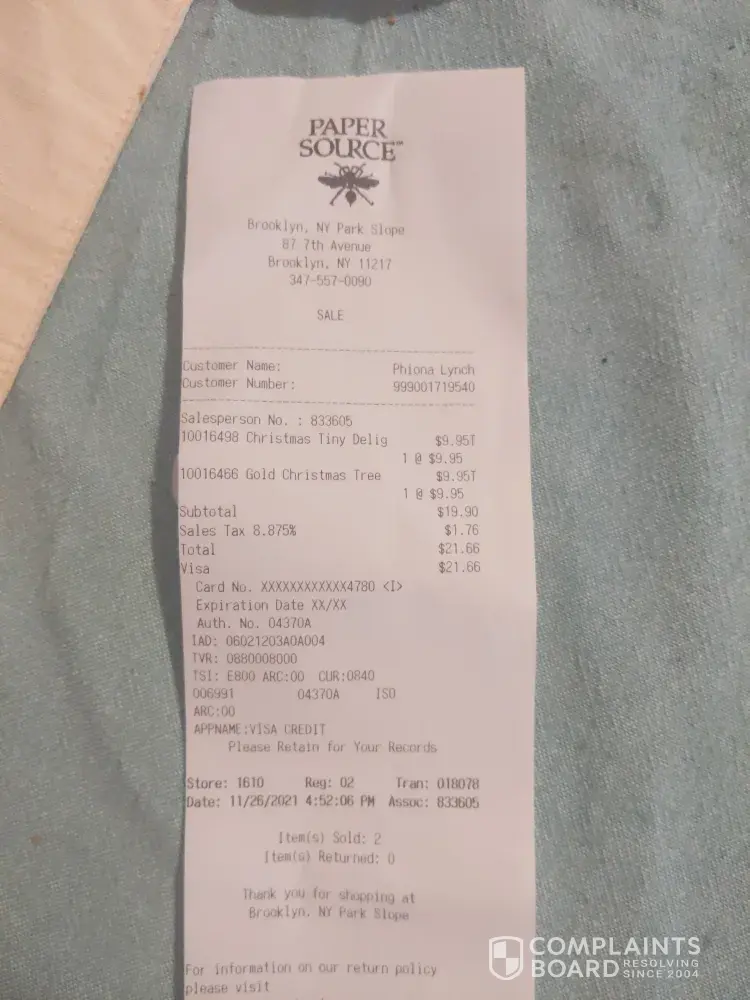 PAPER
SOURCE™
Brooklyn, NY Park Slope
87 7th Avenue
Brooklyn, NY 11217
347-557-0090
SALE
Customer Name: Phiona Lynch
Customer Number: 999001719540
Salesperson No. : 833605
10016498 Christmas Tiny Delig $9.95T
1 @ $9.95
10016466 Gold Christmas Tree $9.95T
1 @ $9.95
Subtotal $19.90
Sales Tax 8.875% $1.76
Total $21.66
Visa $21.66
Card No. XXXXXXXXXXXX4780 <I>
Expiration Date XX/XX
Auth. No. 04370A
IAD: 06021203A0A004
TVR: 0880008000
TSI: E800 ARC:00 CUR:0840
006991 04370A ISO
ARC:00
APPNAME:VISA CREDIT
Please Retain for Your Records
Store: 1610 Reg: 02 Tran: 018078
Date: 11/26/2021 4:52:06 PM Assoc: 833605
Item(s) Sold: 2
Item(s) Returned: 0
Thank you for shopping at
Brooklyn, NY Park Slope
For information on our return policy
please visit
COMPLAINTS
BOARD RESOLVING
SINCE 2004